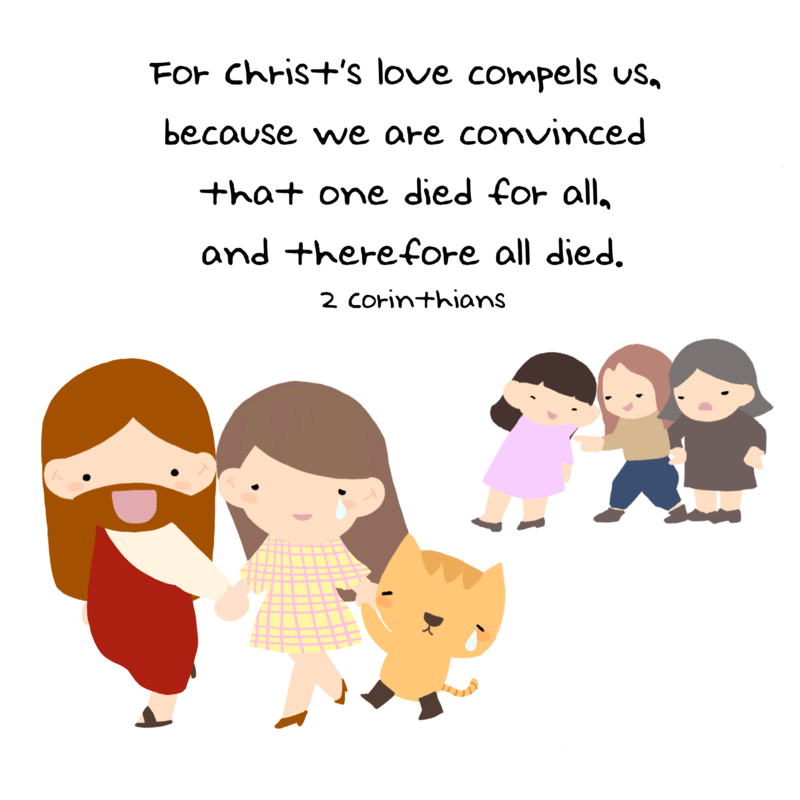 For Christ's love compels us,
because we are convinced
that one died for all,
and therefore all died.
2 Corinthians